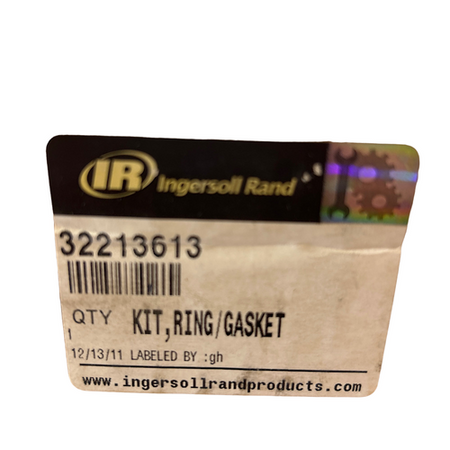 IR Ingersoll Rand
32213613
QTY KIT,RING/GASKET
1
12/13/11 LABELED BY :gh
www.ingersollrandproducts.com